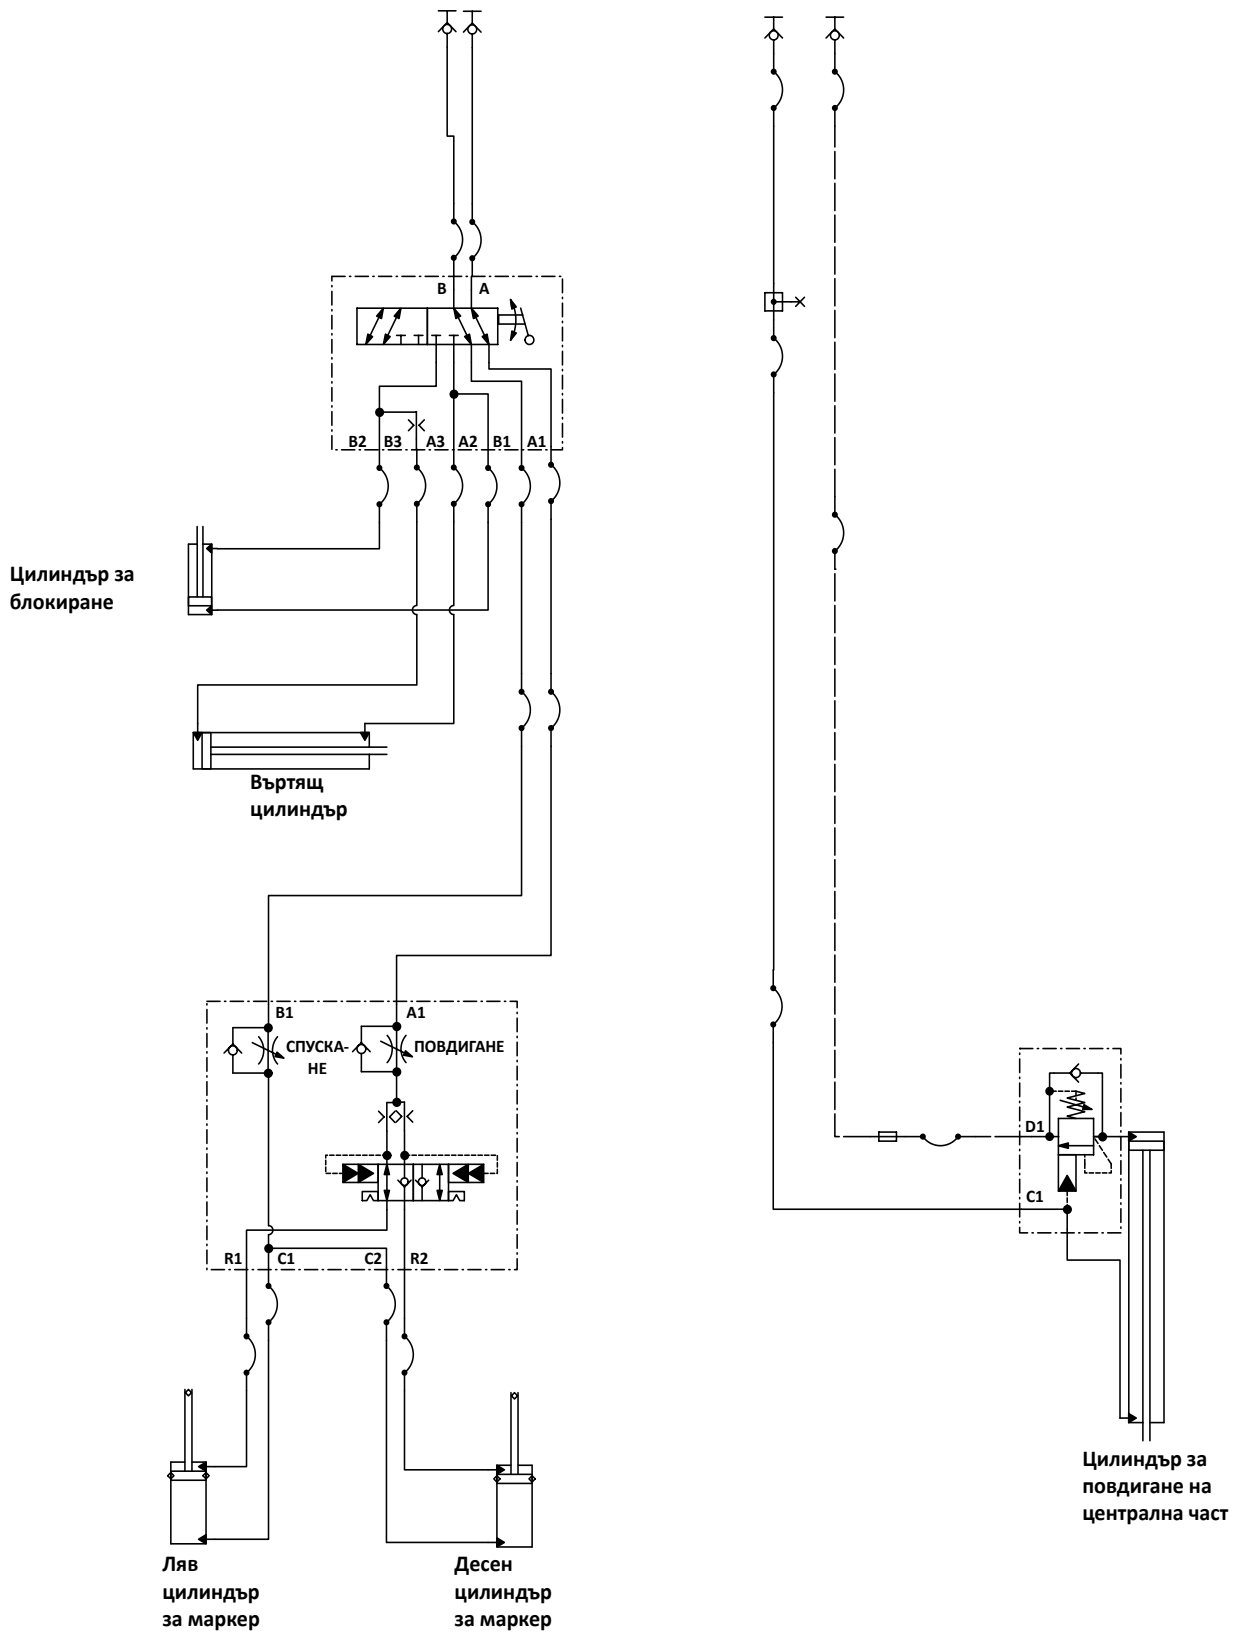 B A
B2 B3 A3 A2 B1 A1
Цилиндър за
блокиране
Въртящ
цилиндър
B1 A1
СПУСКА-
НЕ
ПОВДИГАНЕ
D1
C1
R1 C1 C2 R2
Цилиндър за
повдигане на
централна част
Ляв
цилиндър
за маркер
Десен
цилиндър
за маркер